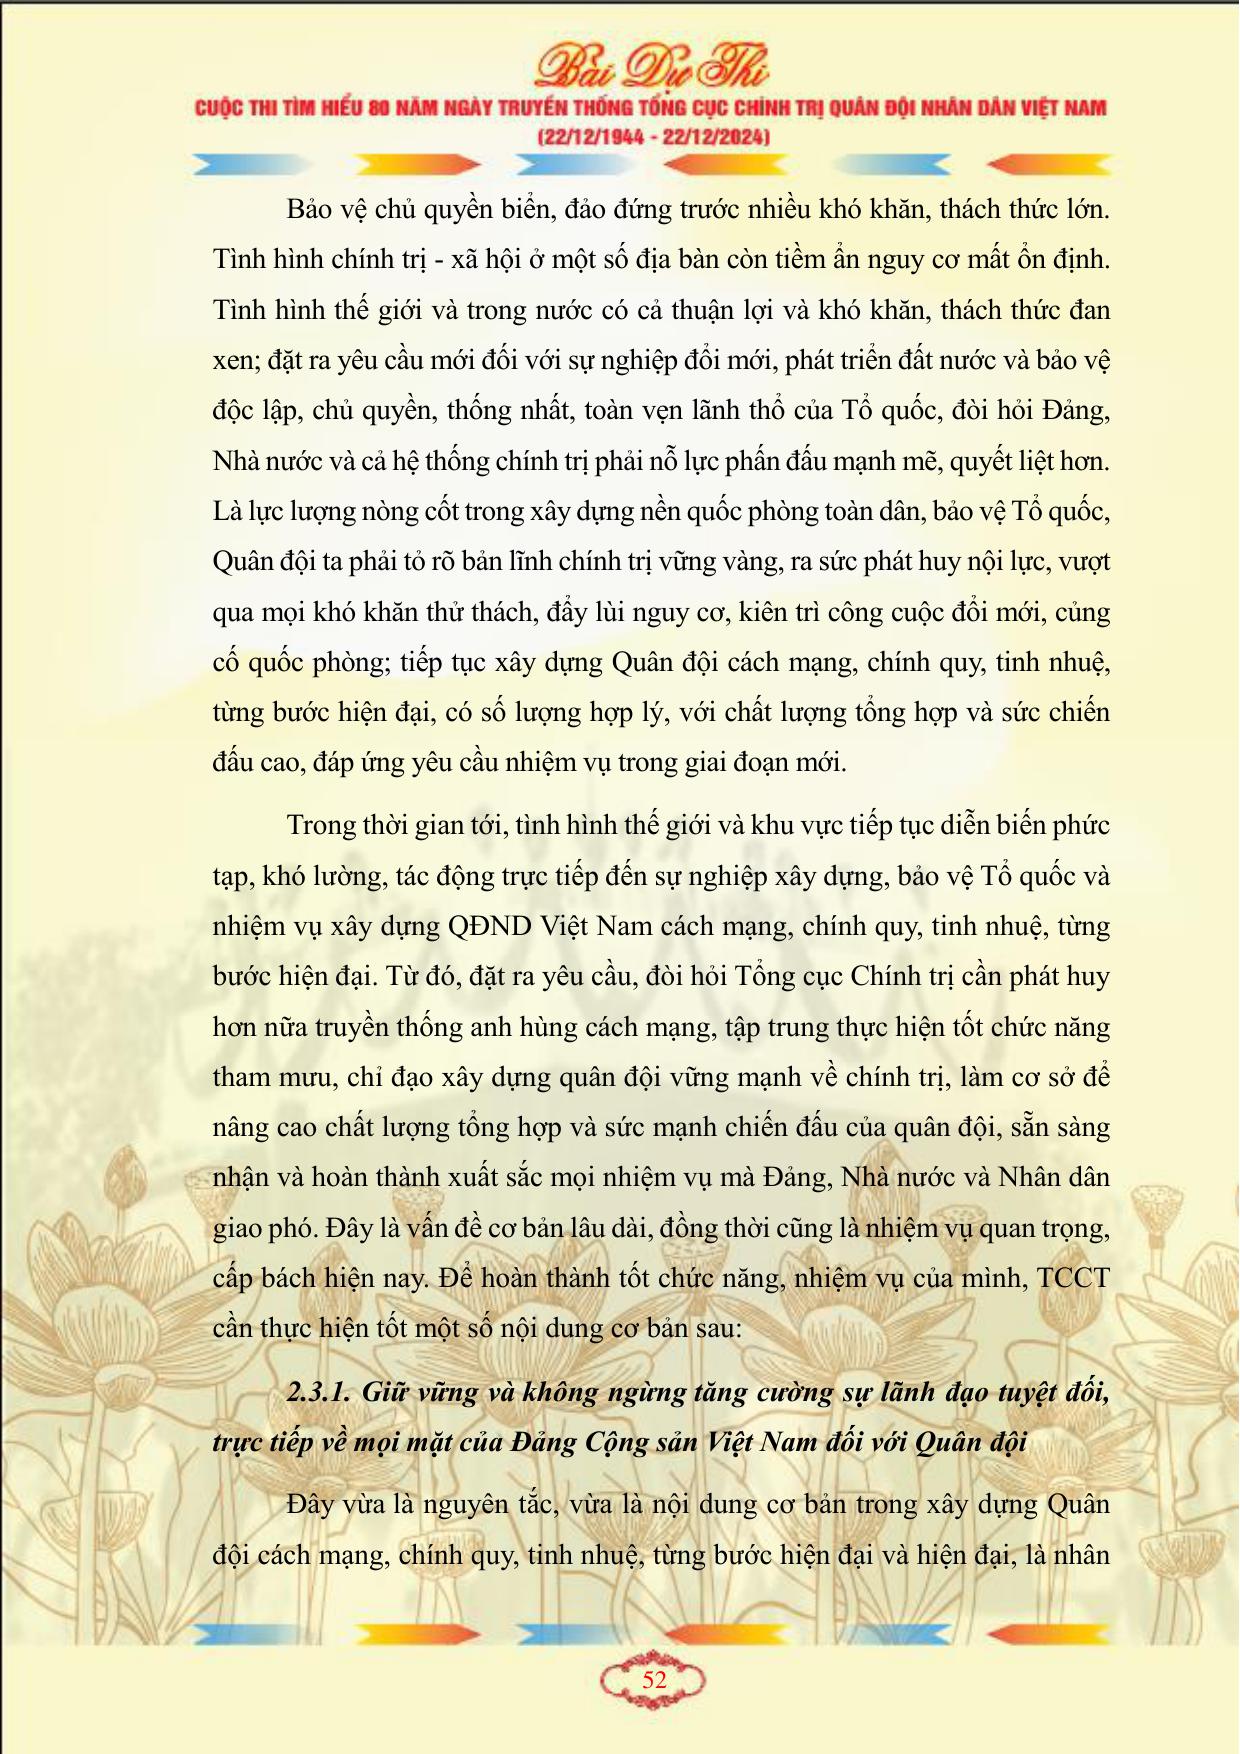 Bài Dự Thi
CUỘC THI TÌM HIỂU 80 NĂM NGÀY TRUYỀN THỐNG TỔNG CỤC CHÍNH TRỊ QUÂN ĐỘI NHÂN DÂN VIỆT NAM
(22/12/1944 - 22/12/2024)
Bảo vệ chủ quyền biển, đảo đứng trước nhiều khó khăn, thách thức lớn.
Tình hình chính trị - xã hội ở một số địa bàn còn tiềm ẩn nguy cơ mất ổn định.
Tình hình thế giới và trong nước có cả thuận lợi và khó khăn, thách thức đan
xen; đặt ra yêu cầu mới đối với sự nghiệp đổi mới, phát triển đất nước và bảo vệ
độc lập, chủ quyền, thống nhất, toàn vẹn lãnh thổ của Tổ quốc, đòi hỏi Đảng,
Nhà nước và cả hệ thống chính trị phải nỗ lực phấn đấu mạnh mẽ, quyết liệt hơn.
Là lực lượng nòng cốt trong xây dựng nền quốc phòng toàn dân, bảo vệ Tổ quốc,
Quân đội ta phải tỏ rõ bản lĩnh chính trị vững vàng, ra sức phát huy nội lực, vượt
qua mọi khó khăn thử thách, đẩy lùi nguy cơ, kiên trì công cuộc đổi mới, củng
cố quốc phòng; tiếp tục xây dựng Quân đội cách mạng, chính quy, tinh nhuệ,
từng bước hiện đại, có số lượng hợp lý, với chất lượng tổng hợp và sức chiến
đấu cao, đáp ứng yêu cầu nhiệm vụ trong giai đoạn mới.
Trong thời gian tới, tình hình thế giới và khu vực tiếp tục diễn biến phức
tạp, khó lường, tác động trực tiếp đến sự nghiệp xây dựng, bảo vệ Tổ quốc và
nhiệm vụ xây dựng QĐND Việt Nam cách mạng, chính quy, tinh nhuệ, từng
bước hiện đại. Từ đó, đặt ra yêu cầu, đòi hỏi Tổng cục Chính trị cần phát huy
hơn nữa truyền thống anh hùng cách mạng, tập trung thực hiện tốt chức năng
tham mưu, chỉ đạo xây dựng quân đội vững mạnh về chính trị, làm cơ sở để
nâng cao chất lượng tổng hợp và sức mạnh chiến đấu của quân đội, sẵn sàng
nhận và hoàn thành xuất sắc mọi nhiệm vụ mà Đảng, Nhà nước và Nhân dân
giao phó. Đây là vấn đề cơ bản lâu dài, đồng thời cũng là nhiệm vụ quan trọng,
cấp bách hiện nay. Để hoàn thành tốt chức năng, nhiệm vụ của mình, TCCT
cần thực hiện tốt một số nội dung cơ bản sau:
2.3.1. Giữ vững và không ngừng tăng cường sự lãnh đạo tuyệt đối,
trực tiếp về mọi mặt của Đảng Cộng sản Việt Nam đối với Quân đội
Đây vừa là nguyên tắc, vừa là nội dung cơ bản trong xây dựng Quân
đội cách mạng, chính quy, tinh nhuệ, từng bước hiện đại và hiện đại, là nhân
52